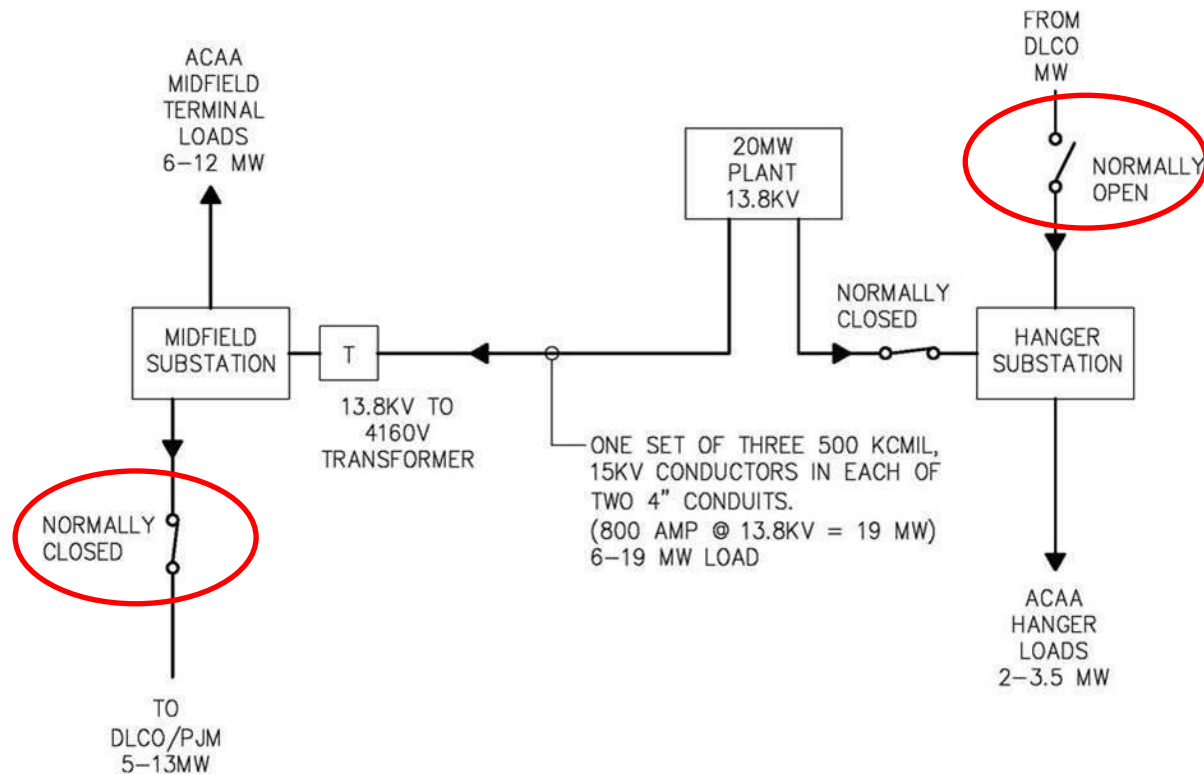 ACAA
MIDFIELD
TERMINAL
LOADS
6-12 MW
FROM
DLCO
MW
20MW
PLANT
13.8KV
NORMALLY
OPEN
NORMALLY
CLOSED
MIDFIELD
SUBSTATION
T
HANGER
SUBSTATION
13.8KV TO
4160V
TRANSFORMER
ONE SET OF THREE 500 KCMIL,
15KV CONDUCTORS IN EACH OF
TWO 4" CONDUITS.
(800 AMP @ 13.8KV = 19 MW)
6-19 MW LOAD
NORMALLY
CLOSED
ACAA
HANGER
LOADS
2-3.5 MW
TO
DLCO/PJM
5-13MW